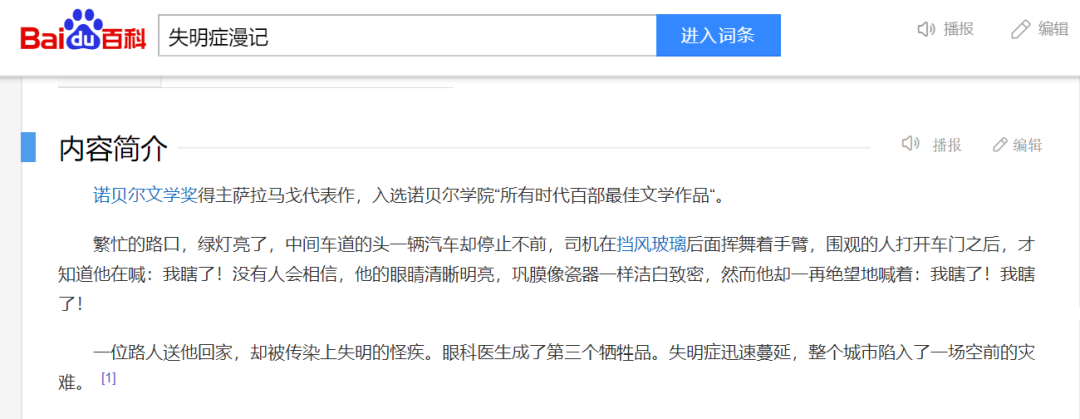 Baidu百科 失明症漫记 进入词条 播报 编辑
内容简介 播报 编辑
诺贝尔文学奖得主萨拉马戈代表作，入选诺贝尔学院"所有时代百部最佳文学作品"。
繁忙的路口，绿灯亮了，中间车道的头一辆汽车却停止不前，司机在挡风玻璃后面挥舞着手臂，围观的人打开车门之后，才
知道他在喊：我瞎了！没有人会相信，他的眼睛清晰明亮，巩膜像瓷器一样洁白致密，然而他却一再绝望地喊着：我瞎了！我瞎
了！
一位路人送他回家，却被传染上失明的怪疾。眼科医生成了第三个牺牲品。失明症迅速蔓延，整个城市陷入了一场空前的灾
难。 [1]